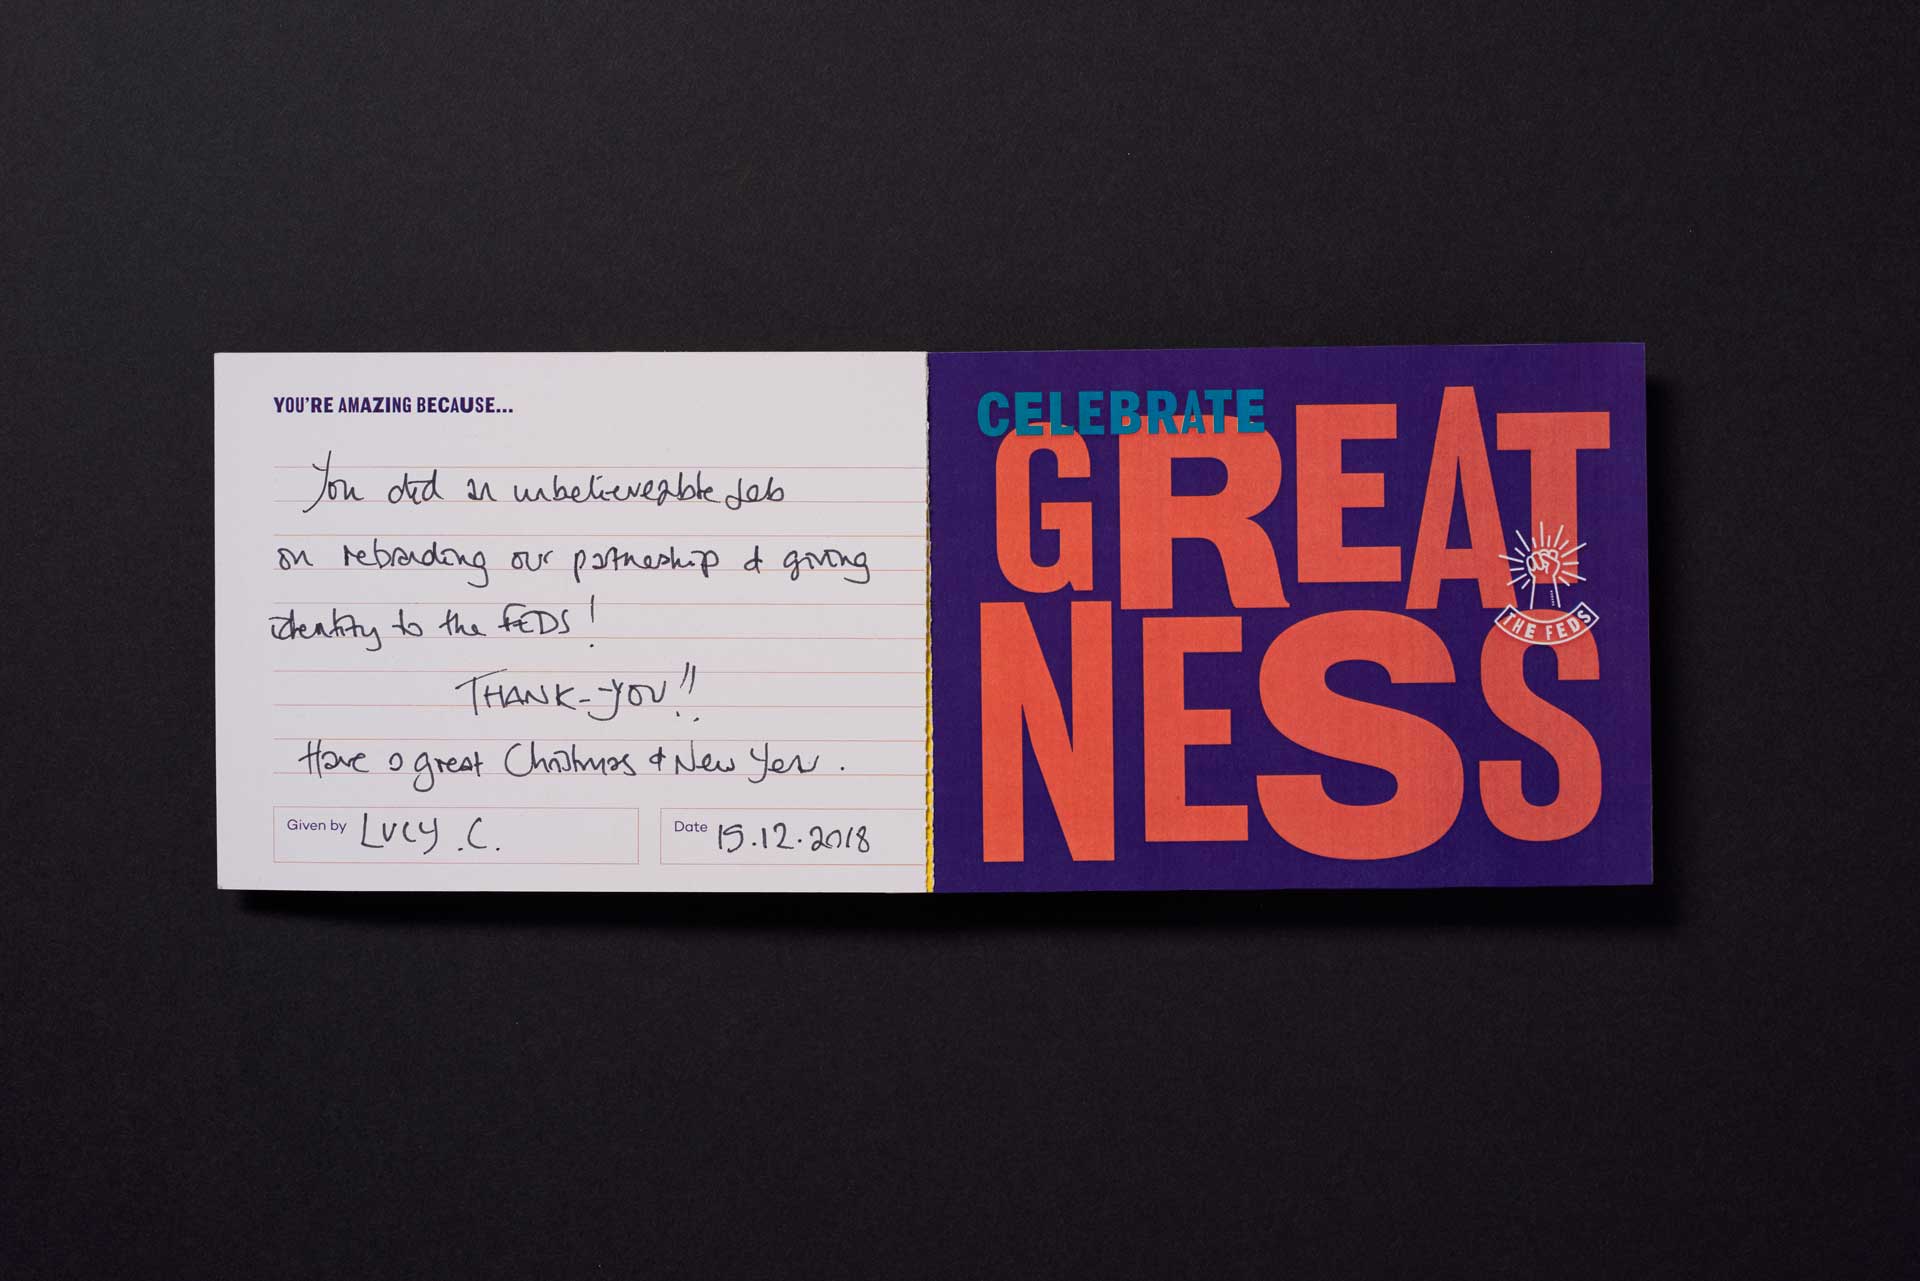 YOU'RE AMAZING BECAUSE...
You did an unbelieveable job
on rebranding our partneship & giving
identity to the FEDS!
THANK-YOU!!
Have a great Christmas & New Year.
Given by LUCY.C.
Date 15.12.2018
CELEBRATE
GREAT
NESS
THE FEDS